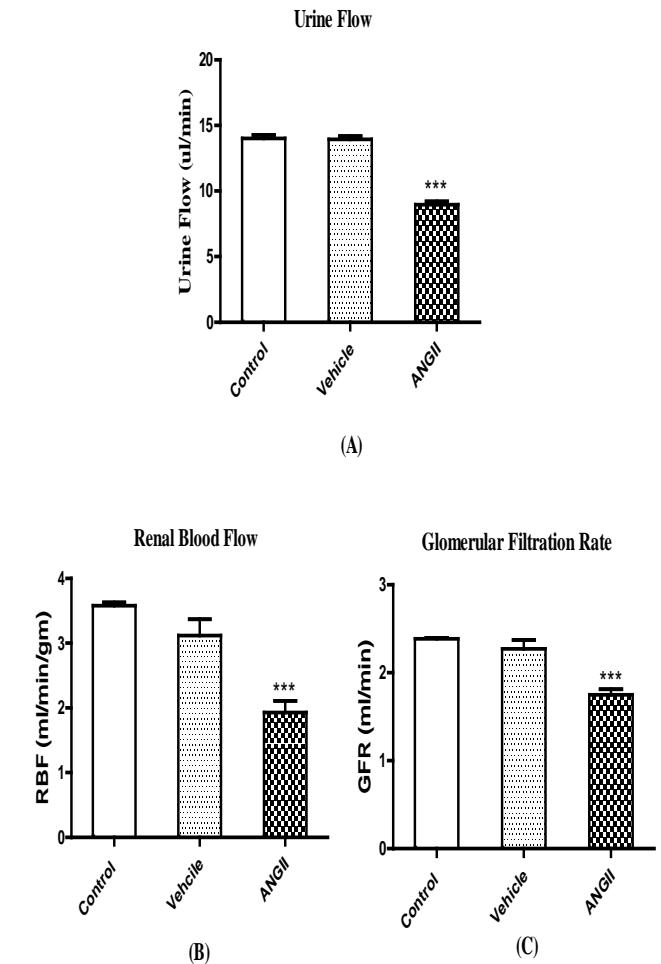 Urine Flow
20
15
10
5
0
Urine Flow (ul/min)
***
Control
Vehicle
ANGII
(A)
Renal Blood Flow
4
3
2
1
0
RBF (ml/min/gm)
***
Control
Vehcile
ANGII
(B)
Glomerular Filtration Rate
3
2
1
0
GFR (ml/min)
***
Control
Vehicle
ANGII
(C)